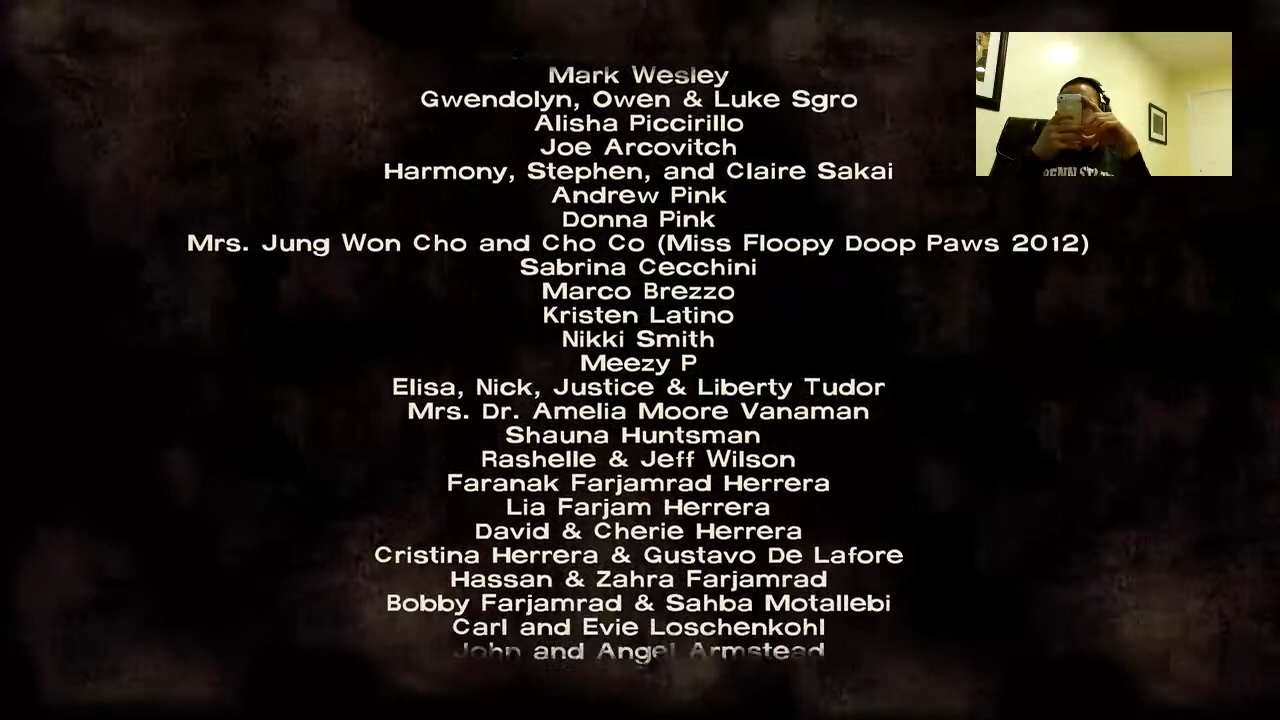 Mark Wesley
Gwendolyn, Owen & Luke Sgro
Alisha Piccirillo
Joe Arcovitch
Harmony, Stephen, and Claire Sakai
Andrew Pink
Donna Pink
Mrs. Jung Won Cho and Cho Co (Miss Floopy Doop Paws 2012)
Sabrina Cecchini
Marco Brezzo
Kristen Latino
Nikki Smith
Meezy P
Elisa, Nick, Justice & Liberty Tudor
Mrs. Dr. Amelia Moore Vanaman
Shauna Huntsman
Rashelle & Jeff Wilson
Faranak Farjamrad Herrera
Lia Farjam Herrera
David & Cherie Herrera
Cristina Herrera & Gustavo De Lafore
Hassan & Zahra Farjamrad
Bobby Farjamrad & Sahba Motallebi
Carl and Evie Loschenkohl
John and Angel Armstead